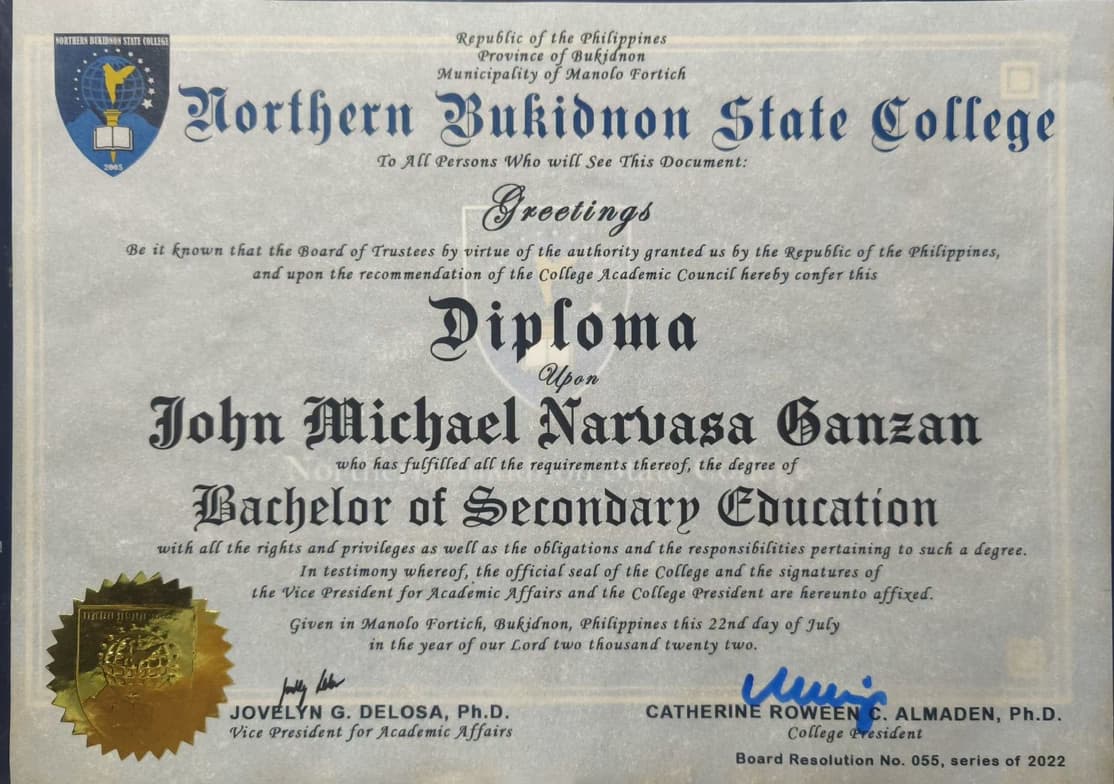 NORTHERN BUKIDNON STATE COLLEGE
2005
Republic of the Philippines
Province of Bukidnon
Municipality of Manolo Fortich
Northern Bukidnon State College
To All Persons Who will See This Document:
Greetings
Be it known that the Board of Trustees by virtue of the authority granted us by the Republic of the Philippines,
and upon the recommendation of the College Academic Council hereby confer this
Diploma
Upon
John Michael Narvasa Ganzan
who has fulfilled all the requirements thereof, the degree of
Bachelor of Secondary Education
with all the rights and privileges as well as the obligations and the responsibilities pertaining to such a degree.
In testimony whereof, the official seal of the College and the signatures of
the Vice President for Academic Affairs and the College President are hereunto affixed.
Given in Manolo Fortich, Bukidnon, Philippines this 22nd day of July
in the year of our Lord two thousand twenty two.
JOVELYN G. DELOSA, Ph.D.
Vice President for Academic Affairs
CATHERINE ROWEEN C. ALMADEN, Ph.D.
College President
Board Resolution No. 055, series of 2022